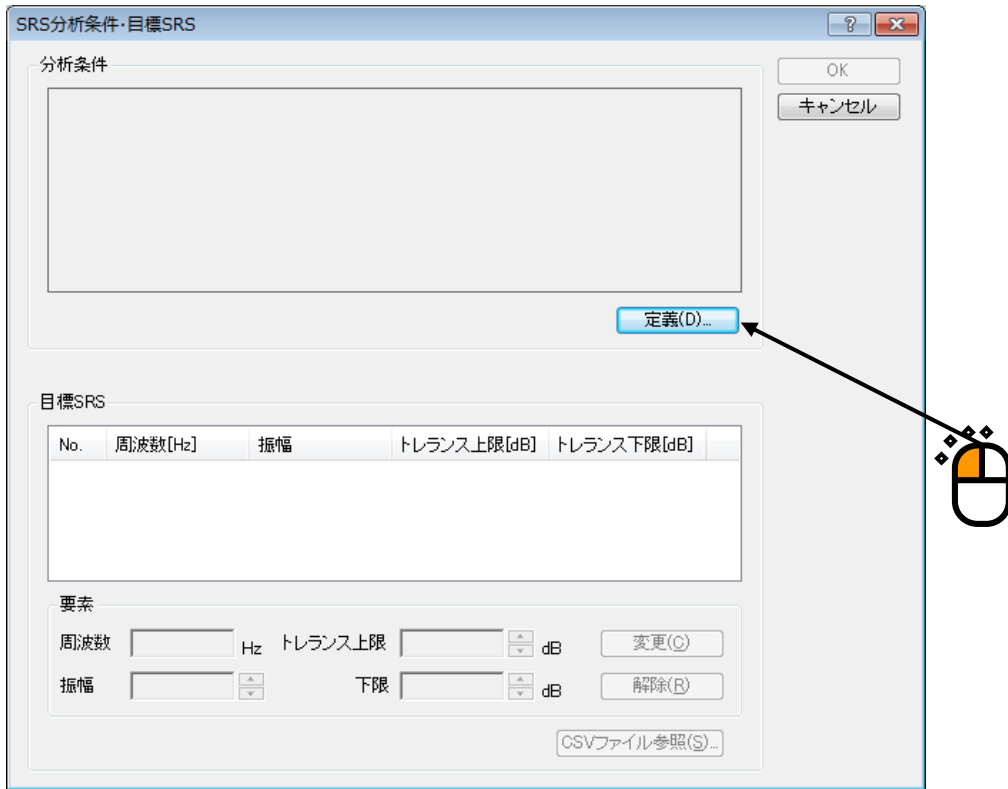 SRS分析条件・目標SRS
分析条件
OK
キャンセル
定義(D)...
目標SRS
No. 周波数[Hz] 振幅 トレランス上限[dB] トレランス下限[dB]
要素
周波数 Hz トレランス上限 dB 変更(C)
振幅 下限 dB 解除(R)
CSVファイル参照(S)...